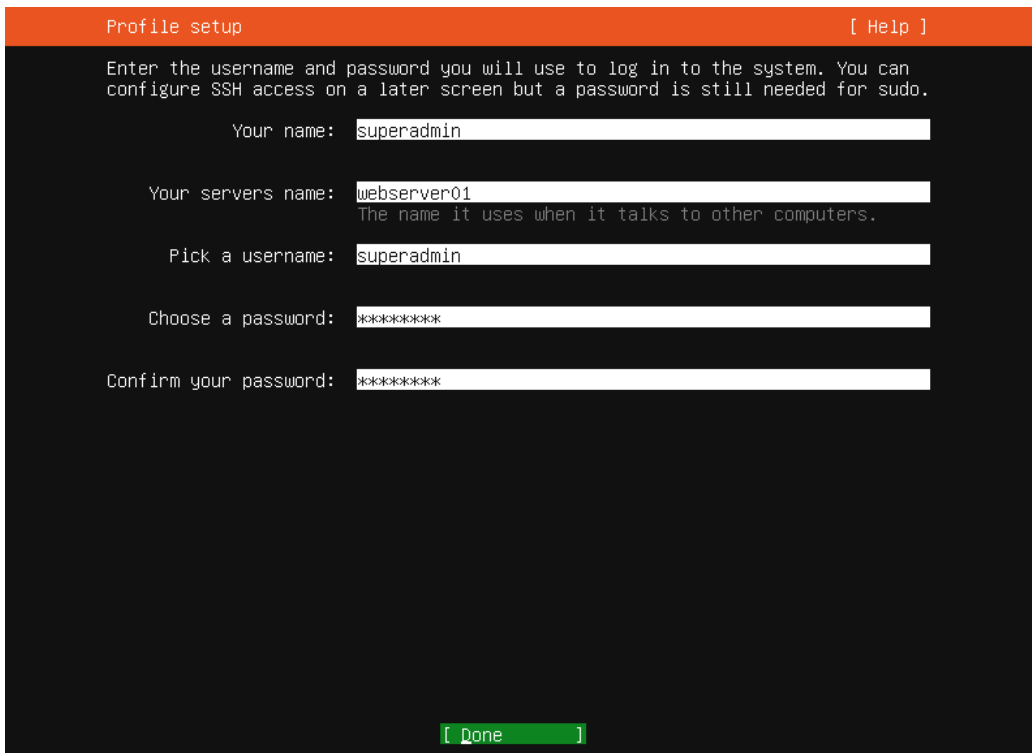 Profile setup [ Help ]
Enter the username and password you will use to log in to the system. You can
configure SSH access on a later screen but a password is still needed for sudo.
Your name: superadmin
Your servers name: webserver01
The name it uses when it talks to other computers.
Pick a username: superadmin
Choose a password: ********
Confirm your password: ********
[ Done ]